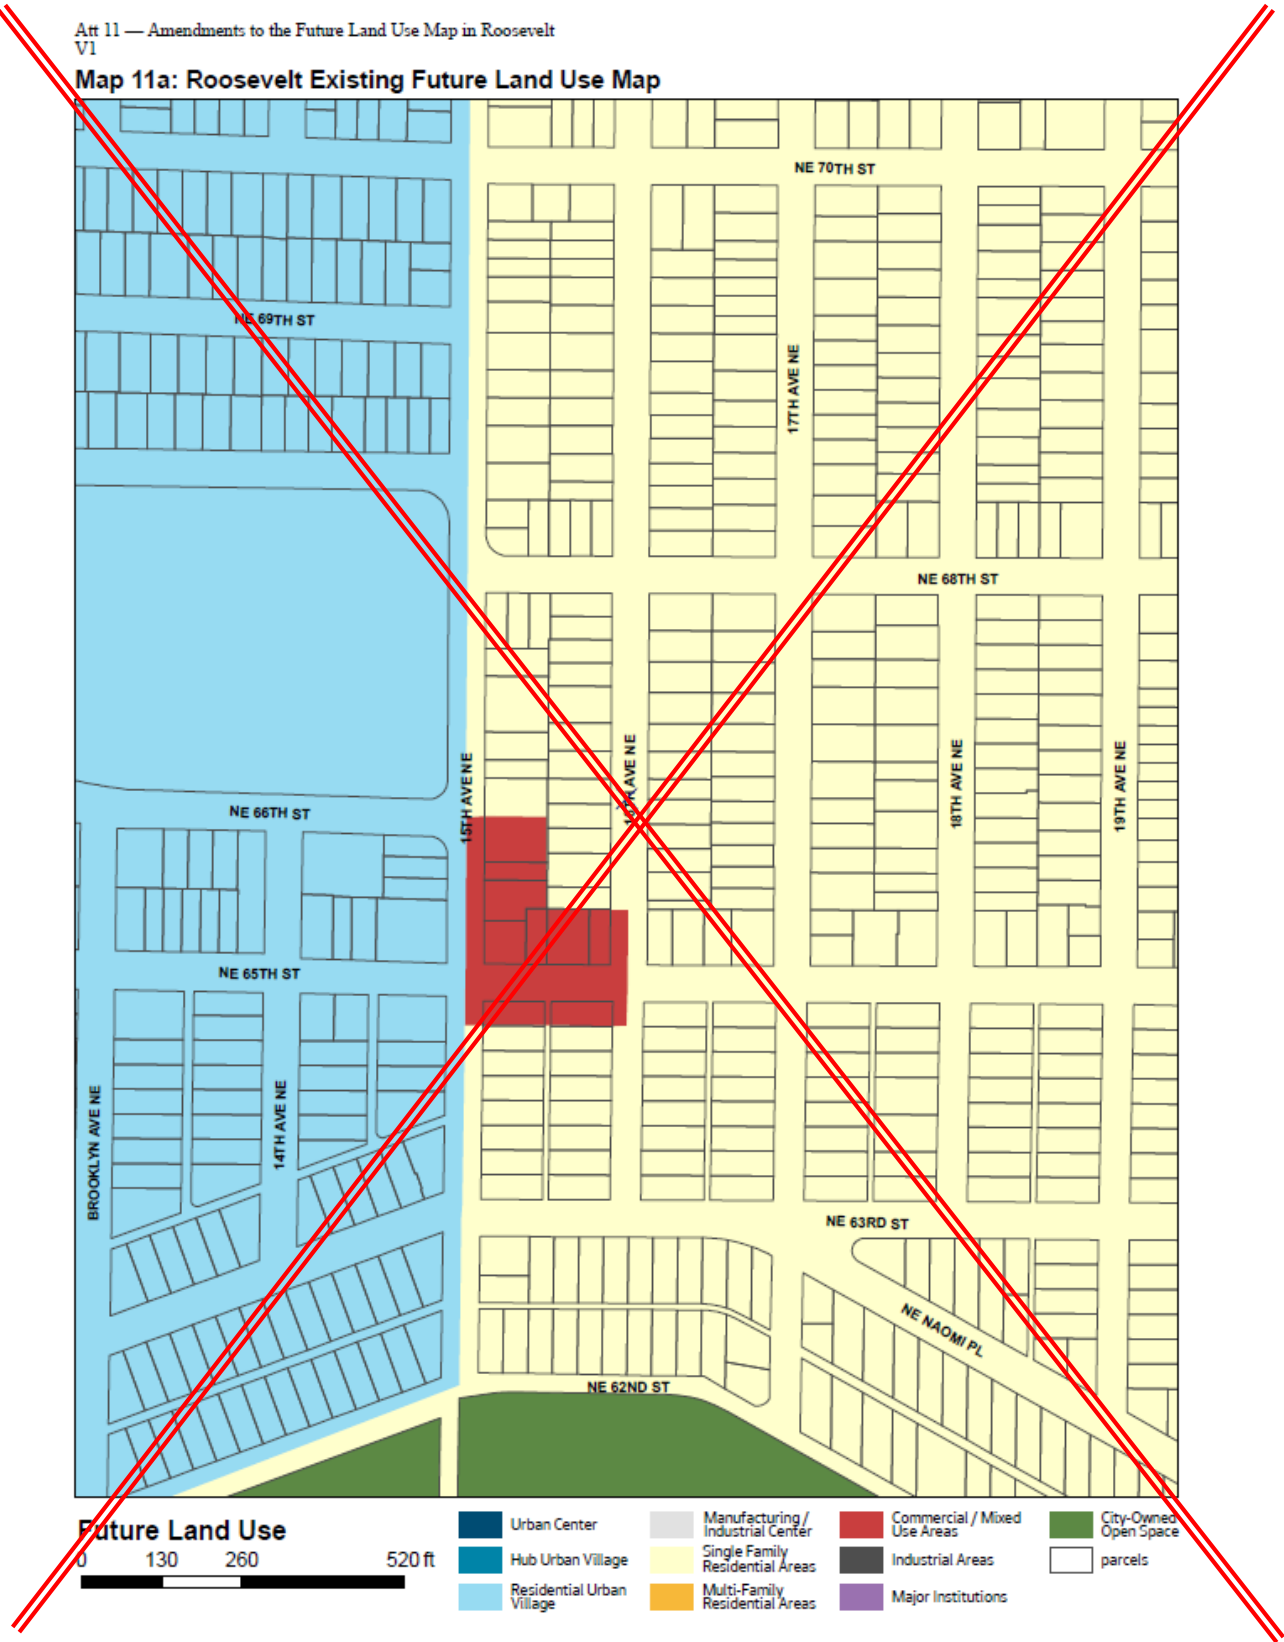 Att 11 — Amendments to the Future Land Use Map in Roosevelt
V1
Map 11a: Roosevelt Existing Future Land Use Map
NE 70TH ST
NE 69TH ST
17TH AVE NE
NE 68TH ST
15TH AVE NE
16TH AVE NE
18TH AVE NE
19TH AVE NE
NE 66TH ST
NE 65TH ST
BROOKLYN AVE NE
14TH AVE NE
NE 63RD ST
NE NAOMI PL
NE 62ND ST
Future Land Use
0 130 260 520 ft
Urban Center
Hub Urban Village
Residential Urban
Village
Manufacturing /
Industrial Center
Single Family
Residential Areas
Multi-Family
Residential Areas
Commercial / Mixed
Use Areas
Industrial Areas
Major Institutions
City-Owned
Open Space
parcels